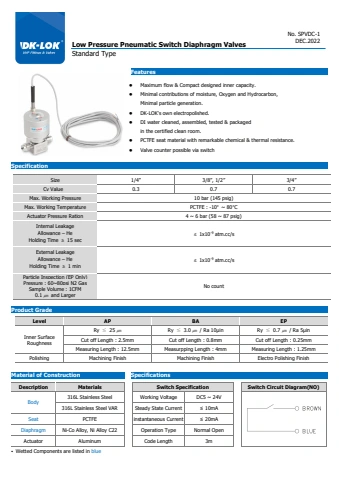 DK-LOK
No. SPVDC-1
DEC.2022
Low Pressure Pneumatic Switch Diaphragm Valves
Standard Type
Features
● Maximum flow & Compact designed inner capacity.
● Minimal contributions of moisture, Oxygen and Hydrocarbon,
Minimal particle generation.
● DK-LOK's own electropolished.
● DI water cleaned, assembled, tested & packaged
in the certified clean room.
● PCTFE seat material with remarkable chemical & thermal resistance.
● Valve counter possible via switch
Specification
Size 1/4" 3/8", 1/2" 3/4"
Cv Value 0.3 0.7 0.7
Max. Working Pressure 10 bar (145 psig)
Max. Working Temperature PCTFE : -10° ~ 80°C
Actuator Pressure Ration 4 ~ 6 bar (58 ~ 87 psig)
Internal Leakage
Allowance – He
Holding Time ≤ 15 sec
≤ 1x10⁻⁹ atm.cc/s
External Leakage
Allowance – He
Holding Time ≤ 1 min
≤ 1x10⁻⁹ atm.cc/s
Particle Inspection (EP Only)
Pressure : 60~80psi N2 Gas
Sample Volume : 1CFM
0.1 ㎛ and Larger
No count
Product Grade
Level AP BA EP
Inner Surface
Roughness
Ry ≤ 25 ㎛ Ry ≤ 3.0 ㎛ / Ra 10μin Ry ≤ 0.7 ㎛ / Ra 5μin
Cut off Length : 2.5mm Cut off Length : 0.8mm Cut off Length : 0.25mm
Measuring Length : 12.5mm Measurpping Length : 4mm Measuring Length : 1.25mm
Polishing Machining Finish Machining Finish Electro Polishing Finish
Material of Construction
Description Materials
Body 316L Stainless Steel
316L Stainless Steel VAR
Seat PCTFE
Diaphragm Ni-Co Alloy, Ni Alloy C22
Actuator Aluminum
• Wetted Components are listed in blue
Specifications
Switch Specification
Working Voltage DC5 ~ 24V
Steady State Current ≤ 10mA
Instantaneous Current ≤ 20mA
Operation Type Normal Open
Code Length 3m
Switch Circuit Diagram(NO)
BROWN
BLUE